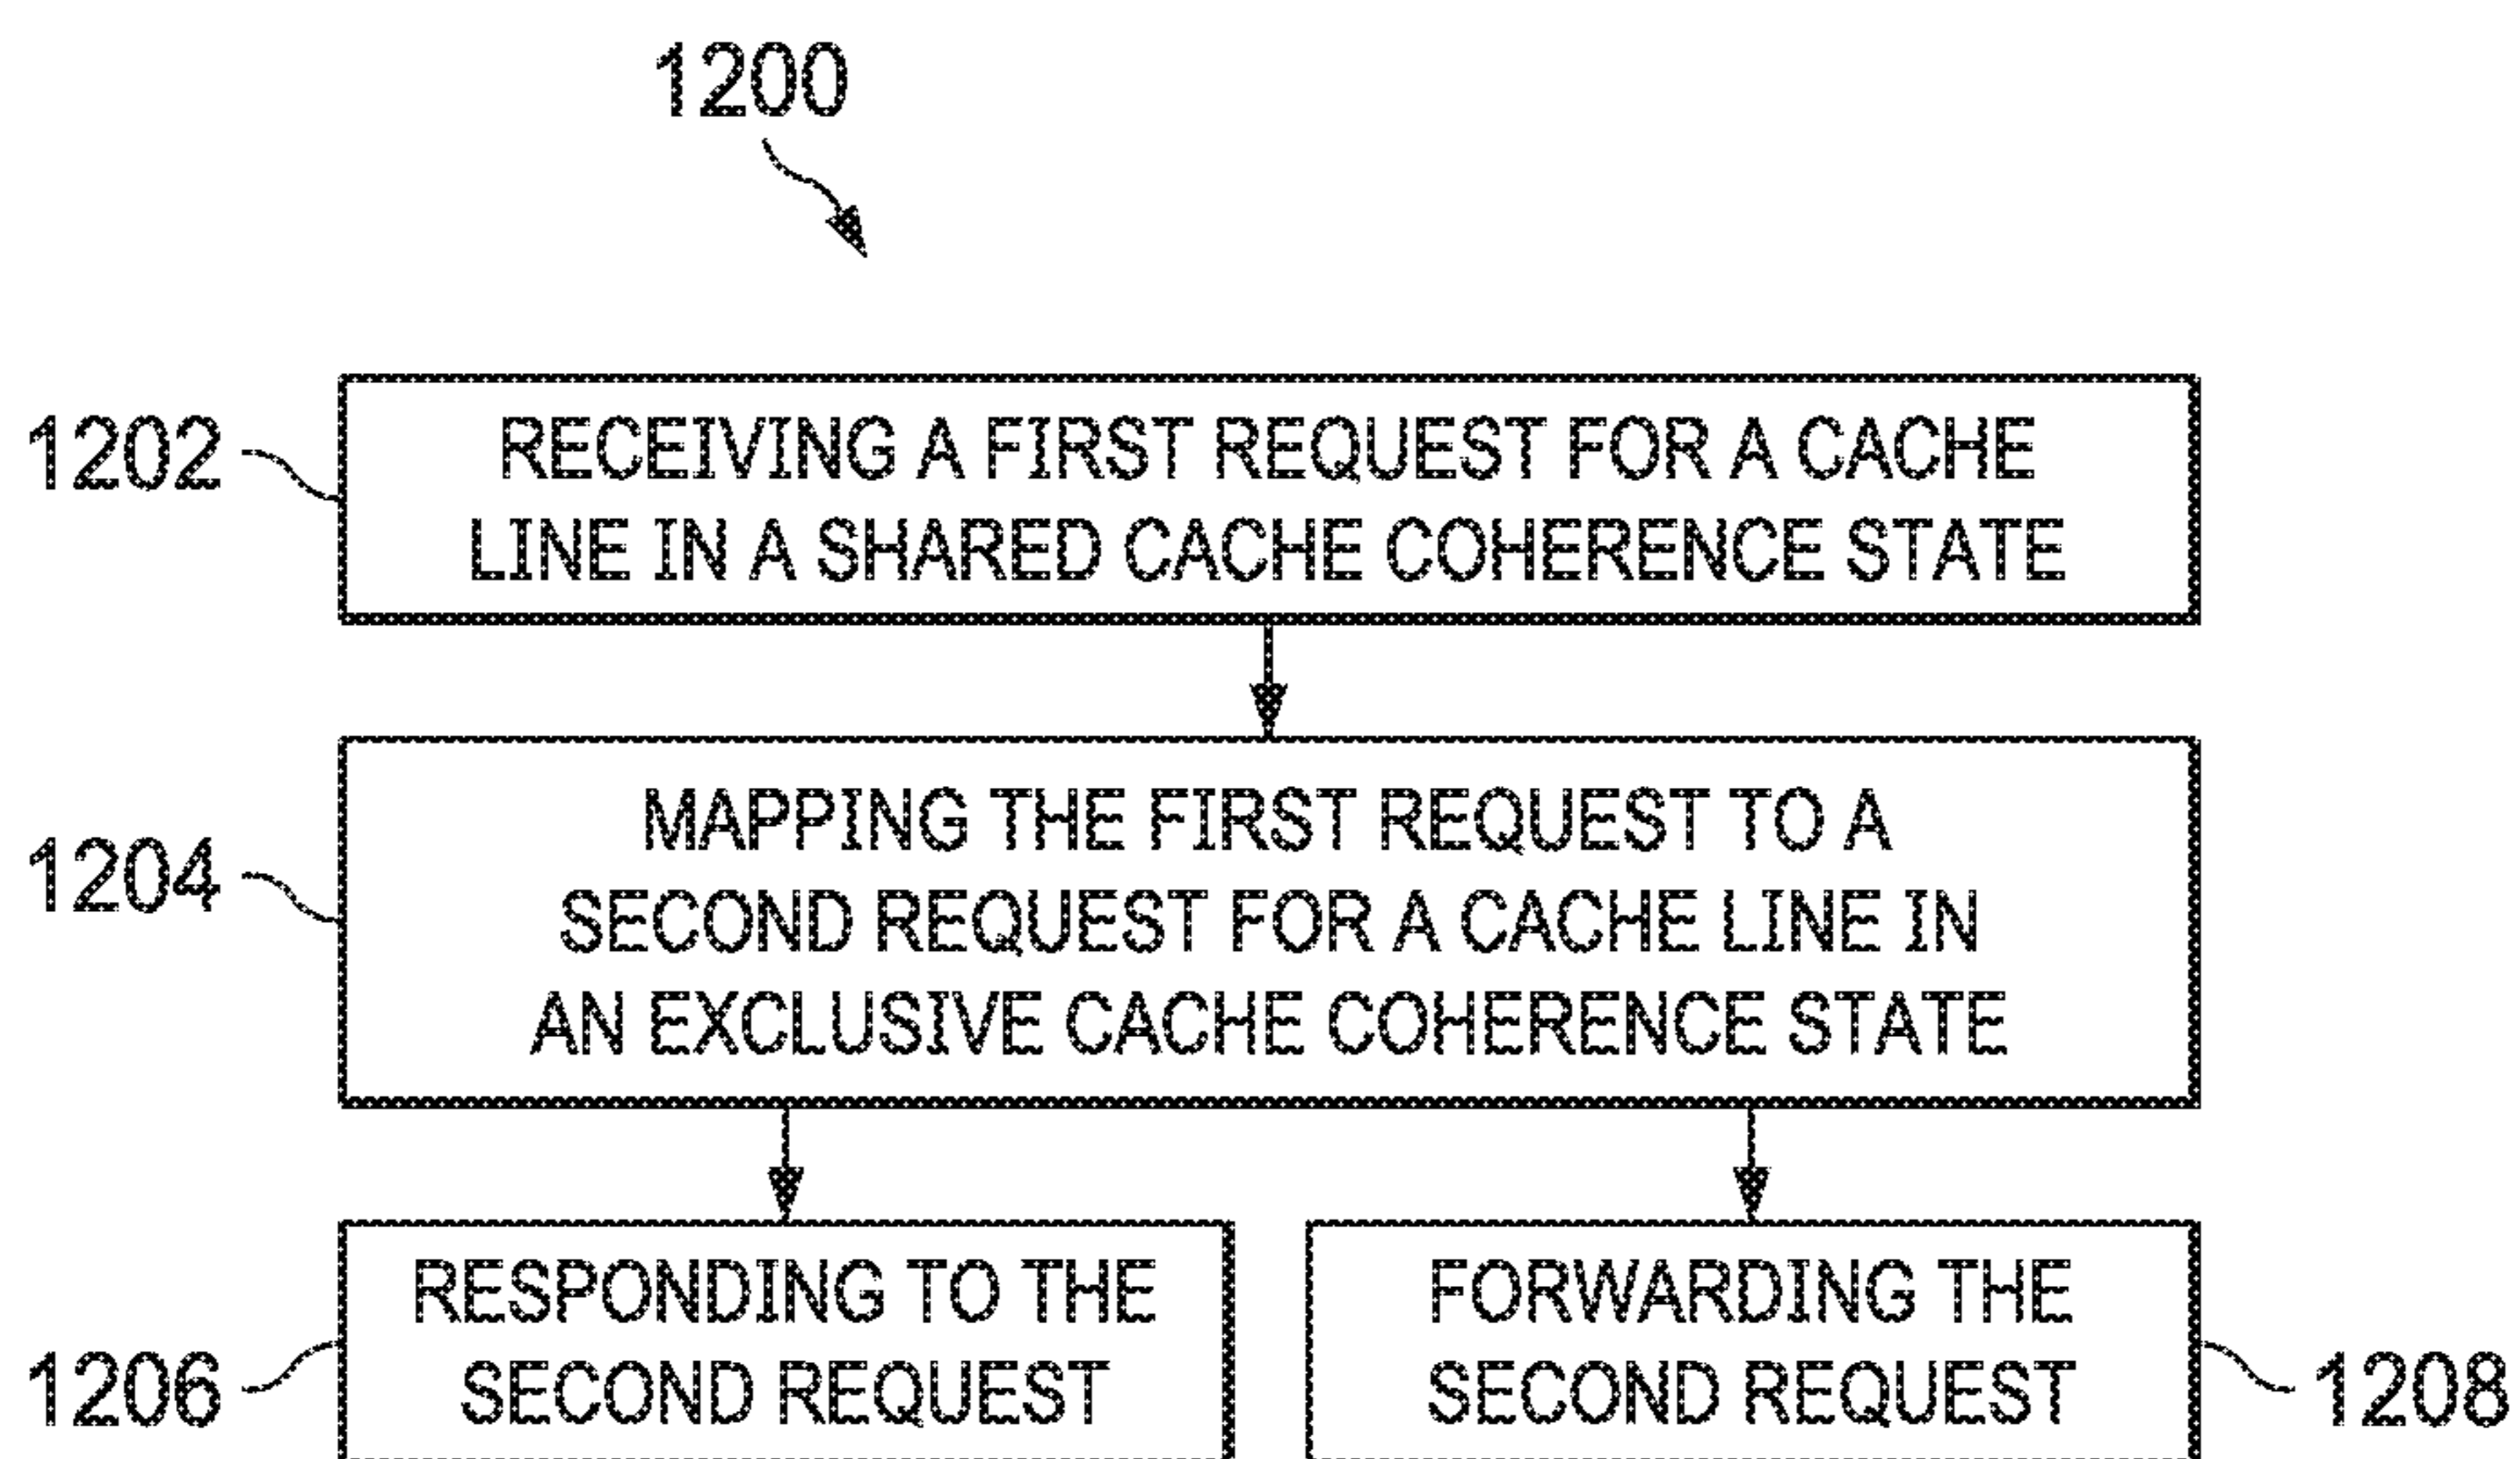 1200
1202
RECEIVING A FIRST REQUEST FOR A CACHE
LINE IN A SHARED CACHE COHERENCE STATE
1204
MAPPING THE FIRST REQUEST TO A
SECOND REQUEST FOR A CACHE LINE IN
AN EXCLUSIVE CACHE COHERENCE STATE
1206
RESPONDING TO THE
SECOND REQUEST
FORWARDING THE
SECOND REQUEST
1208